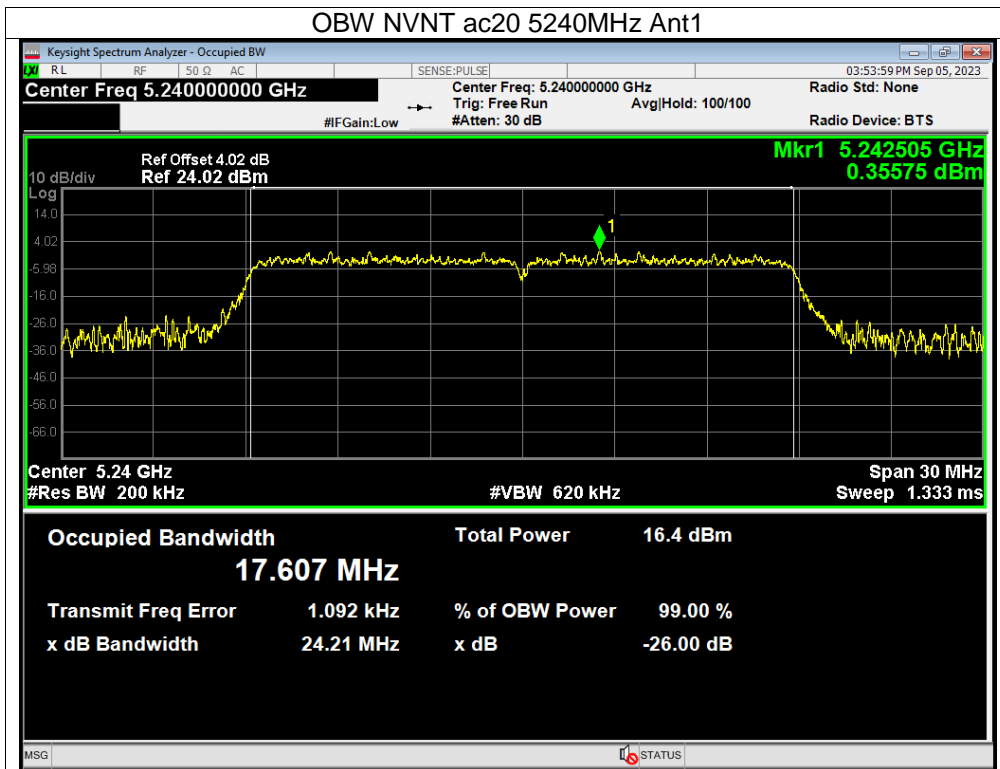 OBW NVNT ac20 5240MHz Ant1
Keysight Spectrum Analyzer - Occupied BW
LXI RL RF 50 Ω AC SENSE:PULSE 03:53:59 PM Sep 05, 2023
Center Freq 5.240000000 GHz Center Freq: 5.240000000 GHz Radio Std: None
Trig: Free Run Avg|Hold: 100/100
#IFGain:Low #Atten: 30 dB Radio Device: BTS
Ref Offset 4.02 dB Mkr1 5.242505 GHz
10 dB/div Ref 24.02 dBm 0.35575 dBm
Log
14.0
1
4.02
-5.98
-16.0
-26.0
-36.0
-46.0
-56.0
-66.0
Center 5.24 GHz Span 30 MHz
#Res BW 200 kHz #VBW 620 kHz Sweep 1.333 ms
Occupied Bandwidth Total Power 16.4 dBm
17.607 MHz
Transmit Freq Error 1.092 kHz % of OBW Power 99.00 %
x dB Bandwidth 24.21 MHz x dB -26.00 dB
MSG STATUS